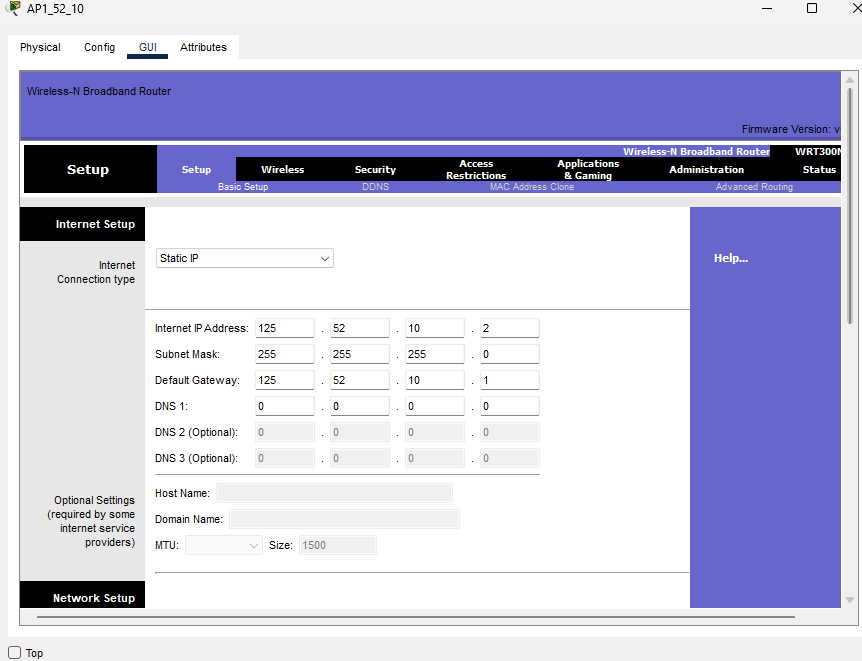 AP1_52_10
Physical Config GUI Attributes
Wireless-N Broadband Router
Firmware Version: v
Wireless-N Broadband Router WRT300N
Setup
Setup Wireless Security Access Restrictions Applications & Gaming Administration Status
Basic Setup DDNS MAC Address Clone Advanced Routing
Internet Setup
Internet
Connection type
Static IP
Help...
Internet IP Address: 125 . 52 . 10 . 2
Subnet Mask: 255 . 255 . 255 . 0
Default Gateway: 125 . 52 . 10 . 1
DNS 1: 0 . 0 . 0 . 0
DNS 2 (Optional): 0 . 0 . 0 . 0
DNS 3 (Optional): 0 . 0 . 0 . 0
Optional Settings
(required by some
internet service
providers)
Host Name:
Domain Name:
MTU: Size: 1500
Network Setup
Top